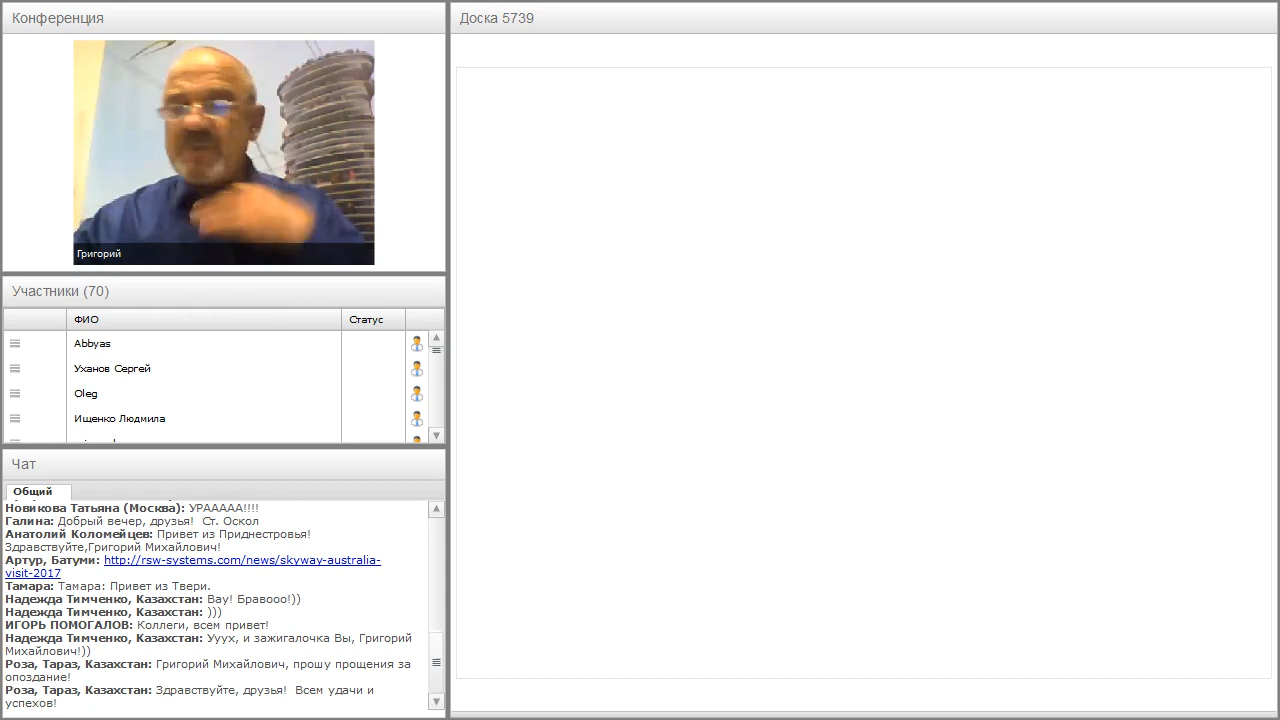 Конференция
Григорий
Участники (70)
ФИО Статус
Abbyas
Уханов Сергей
Oleg
Ищенко Людмила
Чат
Общий
Новикова Татьяна (Москва): УРААААА!!!!
Галина: Добрый вечер, друзья! Ст. Оскол
Анатолий Коломейцев: Привет из Приднестровья!
Здравствуйте,Григорий Михайлович!
Артур, Батуми: http://rsw-systems.com/news/skyway-australia-
visit-2017
Тамара: Тамара: Привет из Твери.
Надежда Тимченко, Казахстан: Вау! Бравооо!))
Надежда Тимченко, Казахстан: )))
ИГОРЬ ПОМОГАЛОВ: Коллеги, всем привет!
Надежда Тимченко, Казахстан: Ууух, и зажигалочка Вы, Григорий
Михайлович!))
Роза, Тараз, Казахстан: Григорий Михайлович, прошу прощения за
опоздание!
Роза, Тараз, Казахстан: Здравствуйте, друзья! Всем удачи и
успехов!
Доска 5739